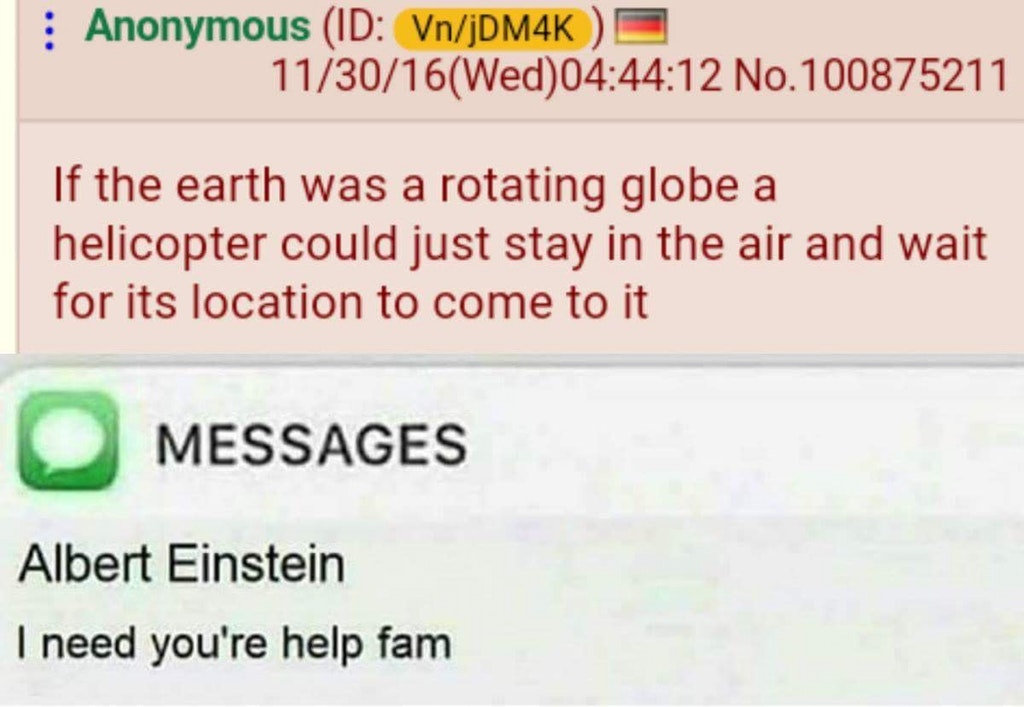 Anonymous (ID: Vn/jDM4K)
11/30/16(Wed)04:44:12 No.100875211
If the earth was a rotating globe a
helicopter could just stay in the air and wait
for its location to come to it
MESSAGES
Albert Einstein
I need you're help fam